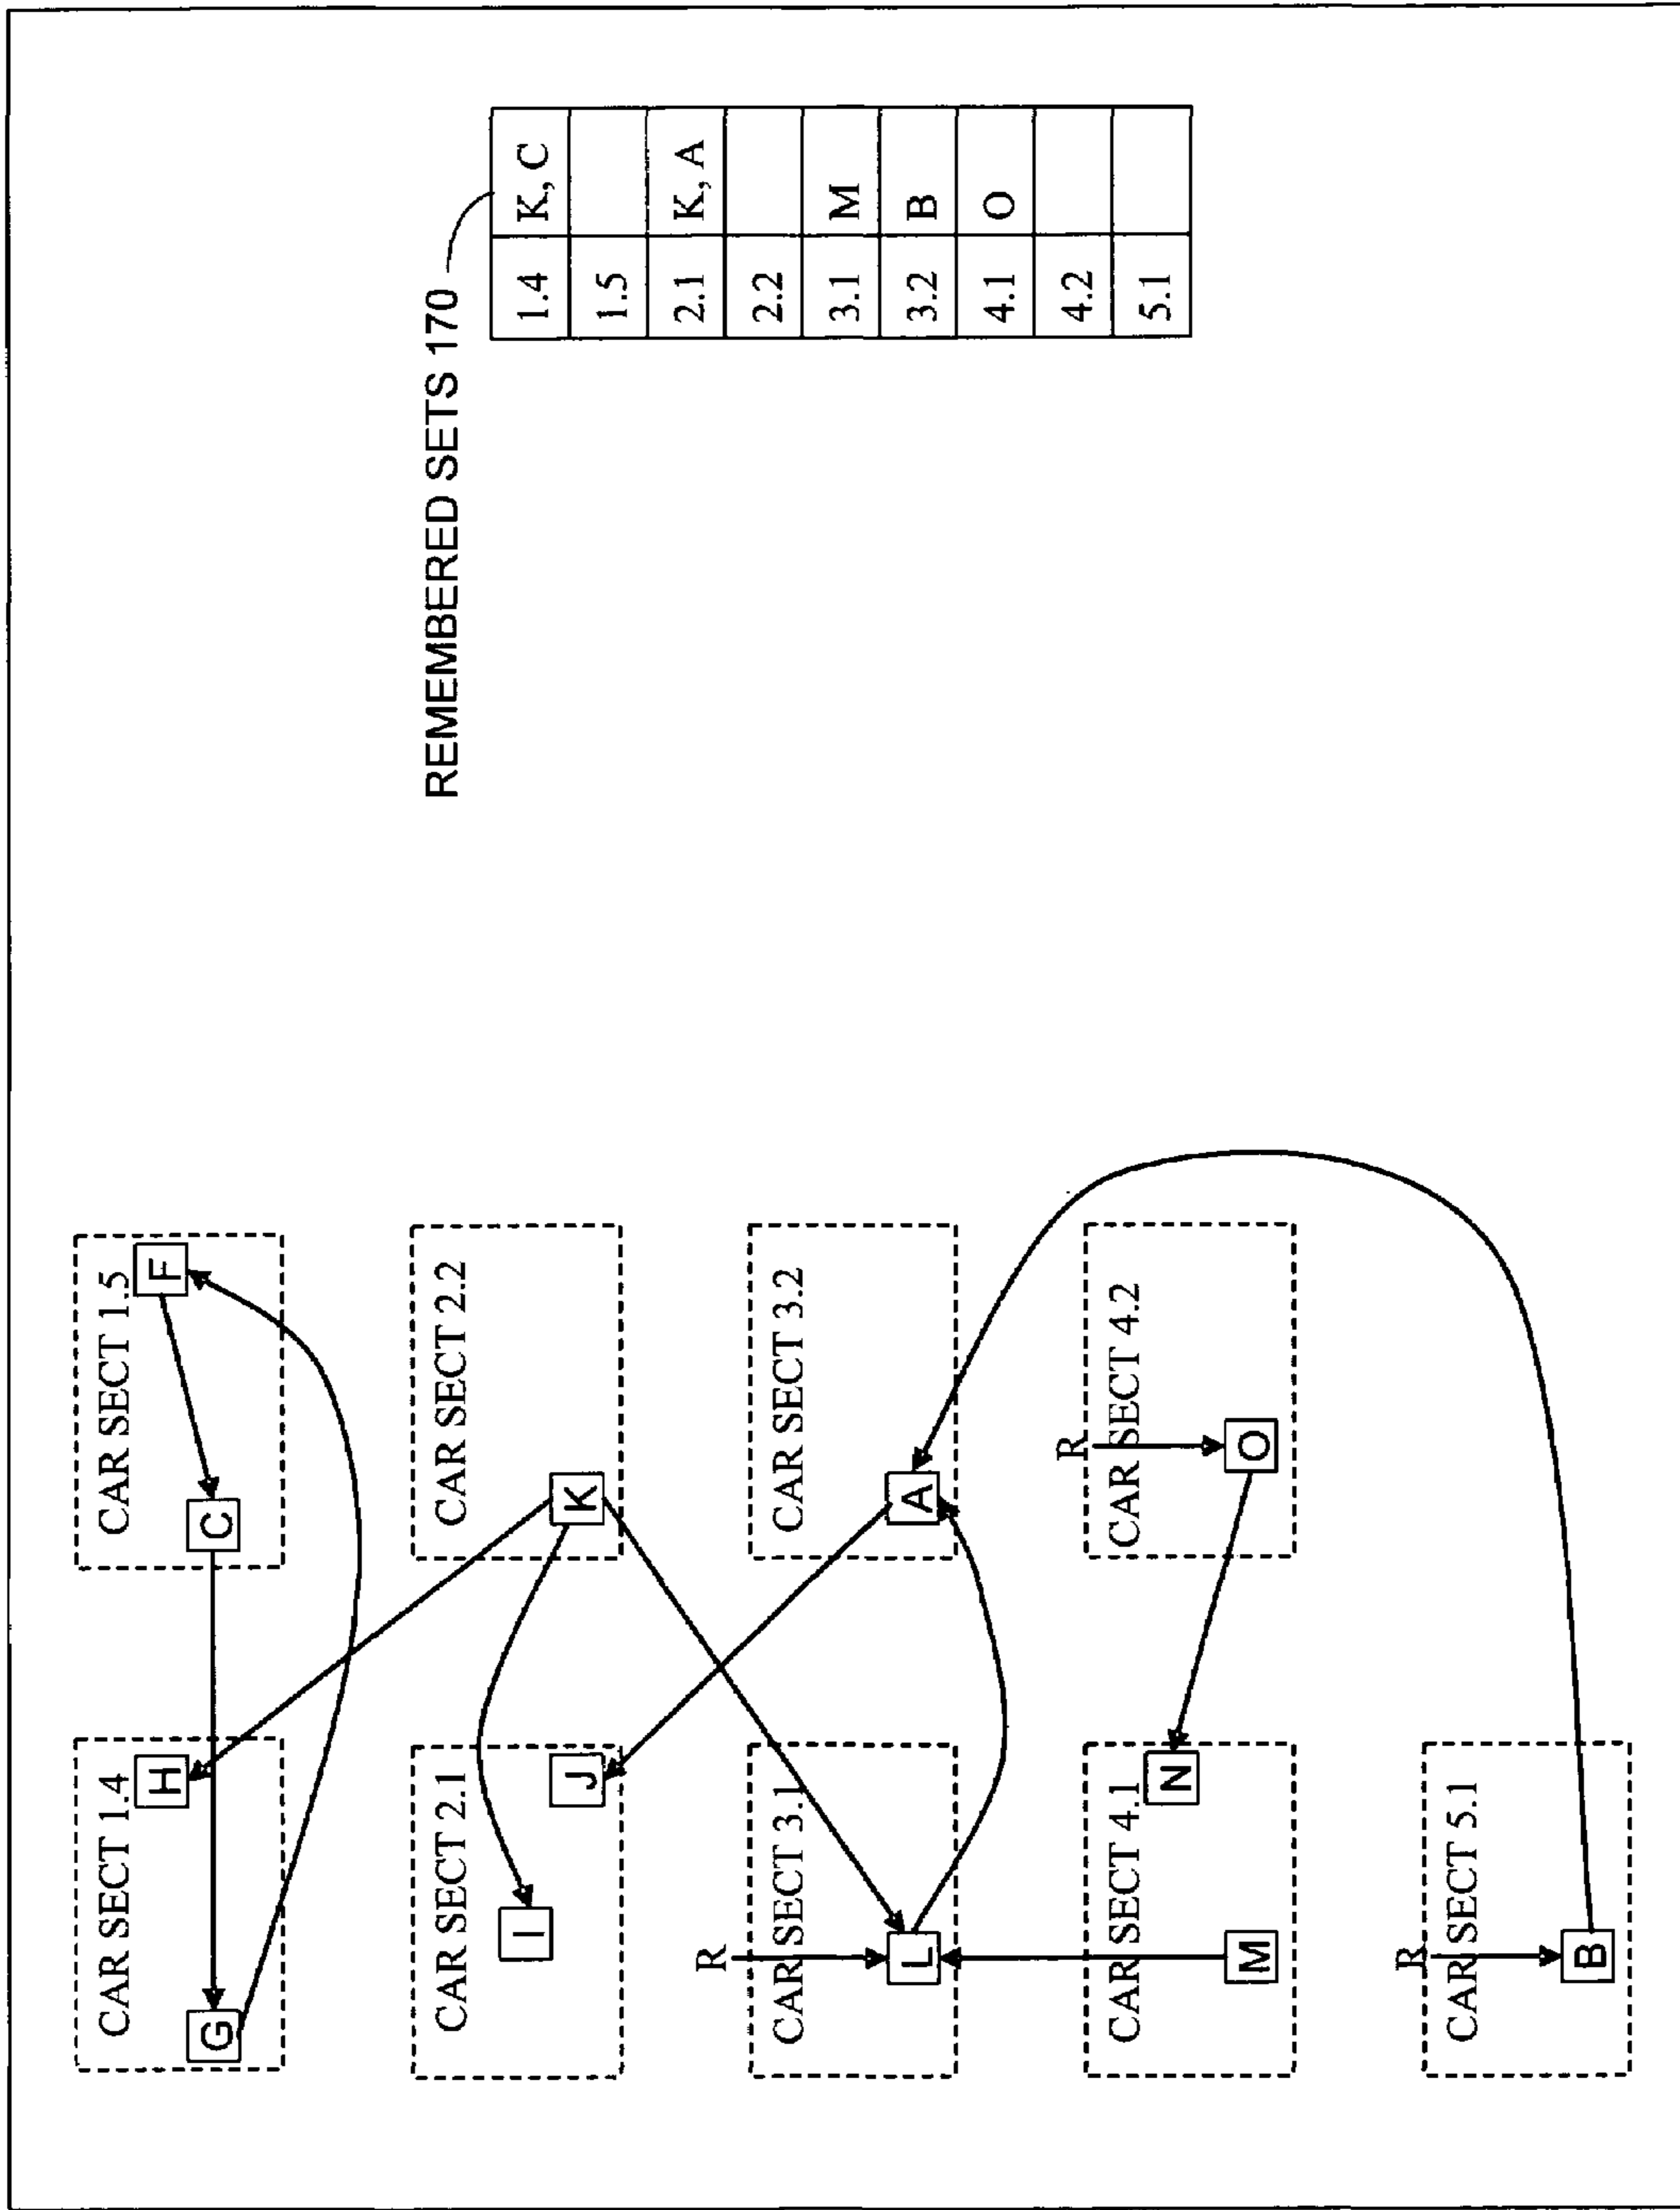 CAR SECT 1.4
H
G
CAR SECT 1.5
F
C
REMEMBERED SETS 170
1.4 K, C
1.5
2.1 K, A
2.2
3.1 M
3.2 B
4.1 O
4.2
5.1
CAR SECT 2.1
I
J
CAR SECT 2.2
K
R
CAR SECT 3.1
L
CAR SECT 3.2
A
CAR SECT 4.1
N
M
R
CAR SECT 4.2
O
R
CAR SECT 5.1
B